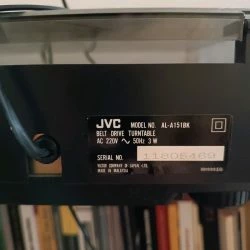 JVC MODEL NO. AL-A151BK
BELT DRIVE TURNTABLE
AC 220V ~ 50Hz 3 W
SERIAL NO. 11805469
VICTOR COMPANY OF JAPAN, LTD.
MADE IN MALAYSIA